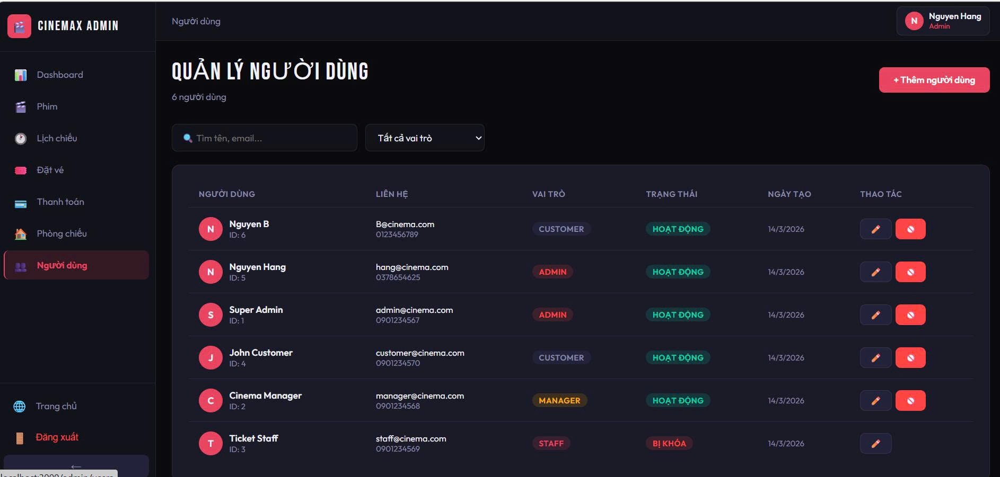 CINEMAX ADMIN
Người dùng
N
Nguyen Hang
Admin
Dashboard
Phim
Lịch chiếu
Đặt vé
Thanh toán
Phòng chiếu
Người dùng
Trang chủ
Đăng xuất
←
QUẢN LÝ NGƯỜI DÙNG
6 người dùng
+ Thêm người dùng
Tìm tên, email...
Tất cả vai trò
NGƯỜI DÙNG LIÊN HỆ VAI TRÒ TRẠNG THÁI NGÀY TẠO THAO TÁC
N Nguyen B B@cinema.com CUSTOMER HOẠT ĐỘNG 14/3/2026
ID: 6 0123456789
N Nguyen Hang hang@cinema.com ADMIN HOẠT ĐỘNG 14/3/2026
ID: 5 0378654625
S Super Admin admin@cinema.com ADMIN HOẠT ĐỘNG 14/3/2026
ID: 1 0901234567
J John Customer customer@cinema.com CUSTOMER HOẠT ĐỘNG 14/3/2026
ID: 4 0901234570
C Cinema Manager manager@cinema.com MANAGER HOẠT ĐỘNG 14/3/2026
ID: 2 0901234568
T Ticket Staff staff@cinema.com STAFF BỊ KHÓA 14/3/2026
ID: 3 0901234569